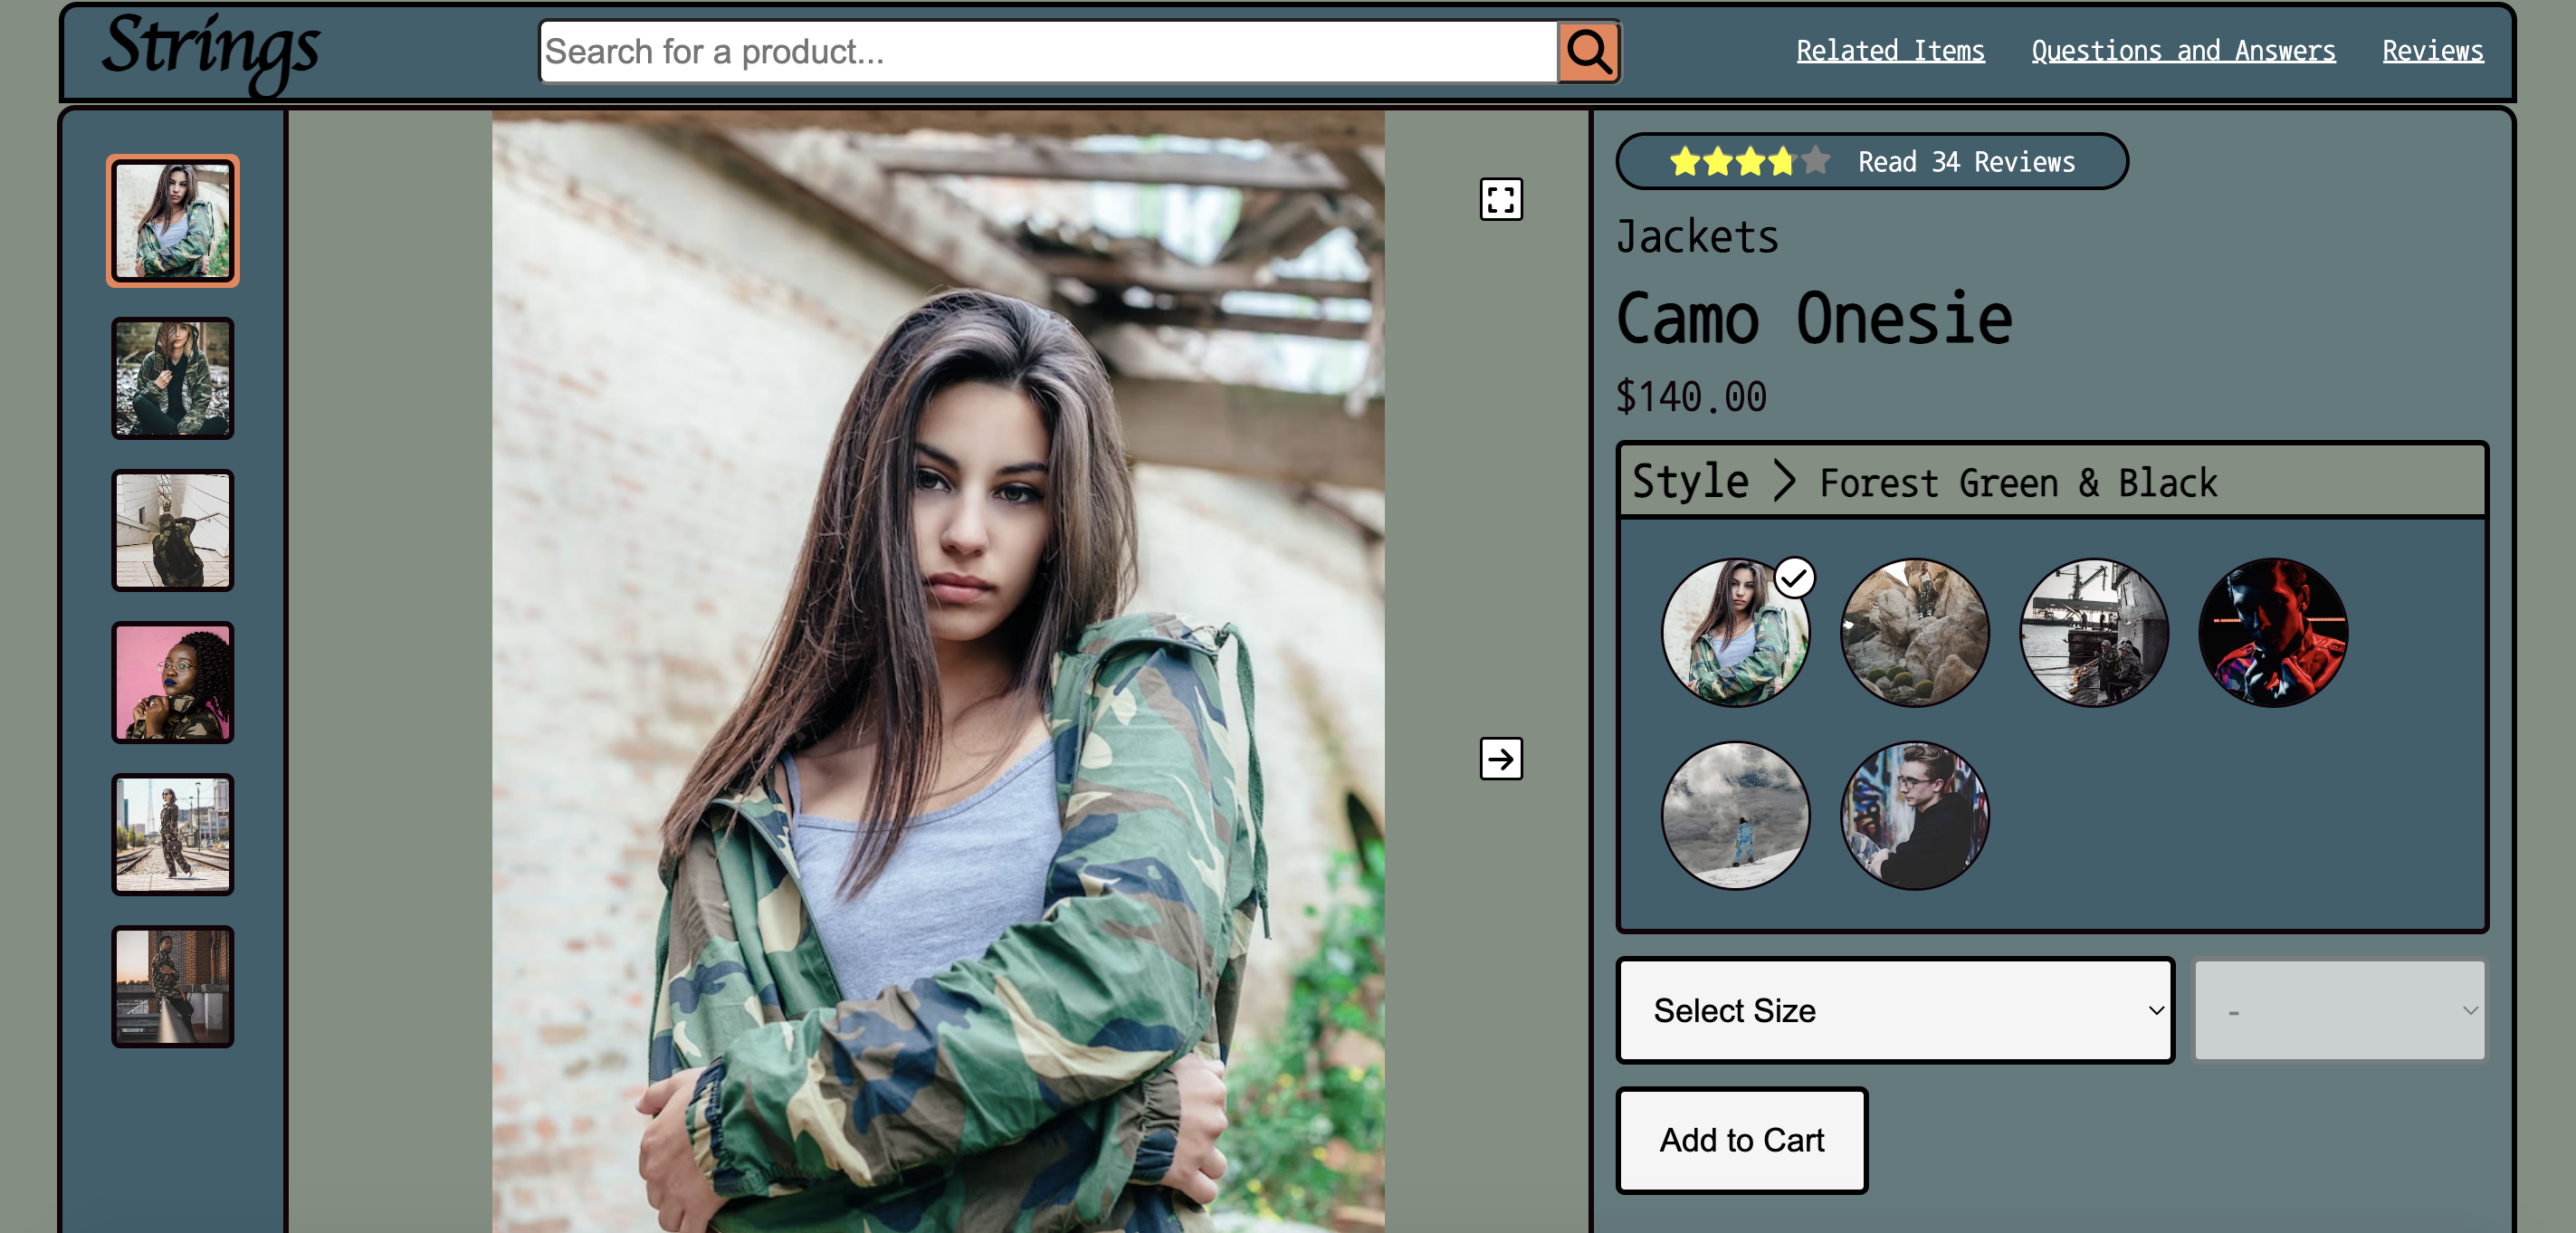 Strings
Search for a product...
Related Items
Questions and Answers
Reviews
Read 34 Reviews
Jackets
Camo Onesie
$140.00
Style > Forest Green & Black
Select Size
-
Add to Cart